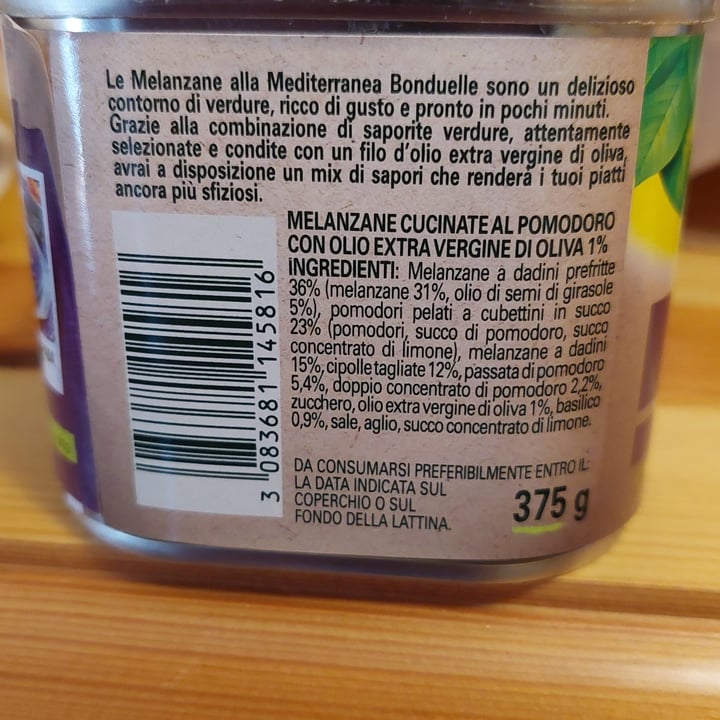 Le Melanzane alla Mediterranea Bonduelle sono un delizioso
contorno di verdure, ricco di gusto e pronto in pochi minuti.
Grazie alla combinazione di saporite verdure, attentamente
selezionate e condite con un filo d'olio extra vergine di oliva,
avrai a disposizione un mix di sapori che renderà i tuoi piatti
ancora più sfiziosi.
MELANZANE CUCINATE AL POMODORO
CON OLIO EXTRA VERGINE DI OLIVA 1%
INGREDIENTI: Melanzane a dadini prefritte
36% (melanzane 31%, olio di semi di girasole
5%), pomodori pelati a cubettini in succo
23% (pomodori, succo di pomodoro, succo
concentrato di limone), melanzane a dadini
15%, cipolle tagliate 12%, passata di pomodoro
5,4%, doppio concentrato di pomodoro 2,2%,
zucchero, olio extra vergine di oliva 1%, basilico
0,9%, sale, aglio, succo concentrato di limone.
3 083681 145816
DA CONSUMARSI PREFERIBILMENTE ENTRO IL:
LA DATA INDICATA SUL
COPERCHIO O SUL
FONDO DELLA LATTINA.
375 g